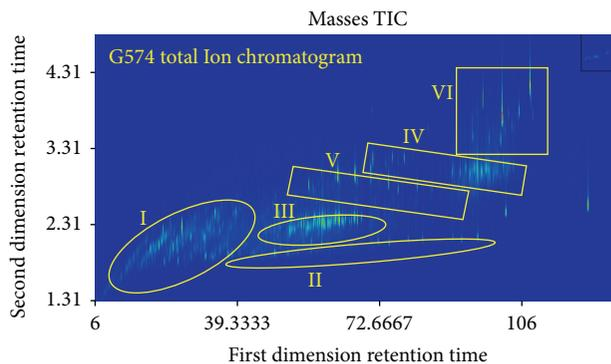 Masses TIC
G574 total Ion chromatogram
Second dimension retention time
4.31
3.31
2.31
1.31
I
II
III
V
IV
VI
6
39.3333
72.6667
106
First dimension retention time